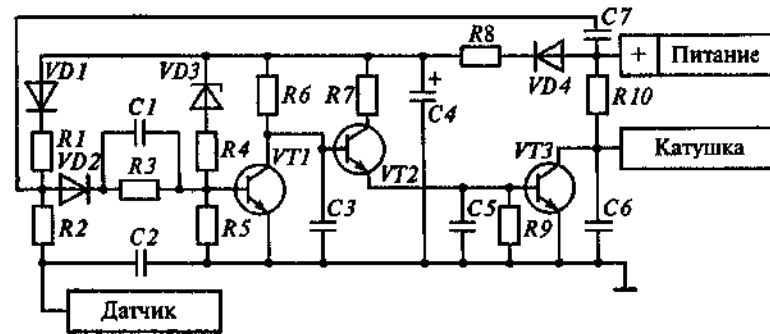 C7
R8
+
Питание
VD1
VD3
R6
R7
+
C4
VD4
R10
C1
R1
VD2
R3
R4
VT1
VT2
VT3
Катушка
R2
C2
R5
C3
C5
R9
C6
Датчик